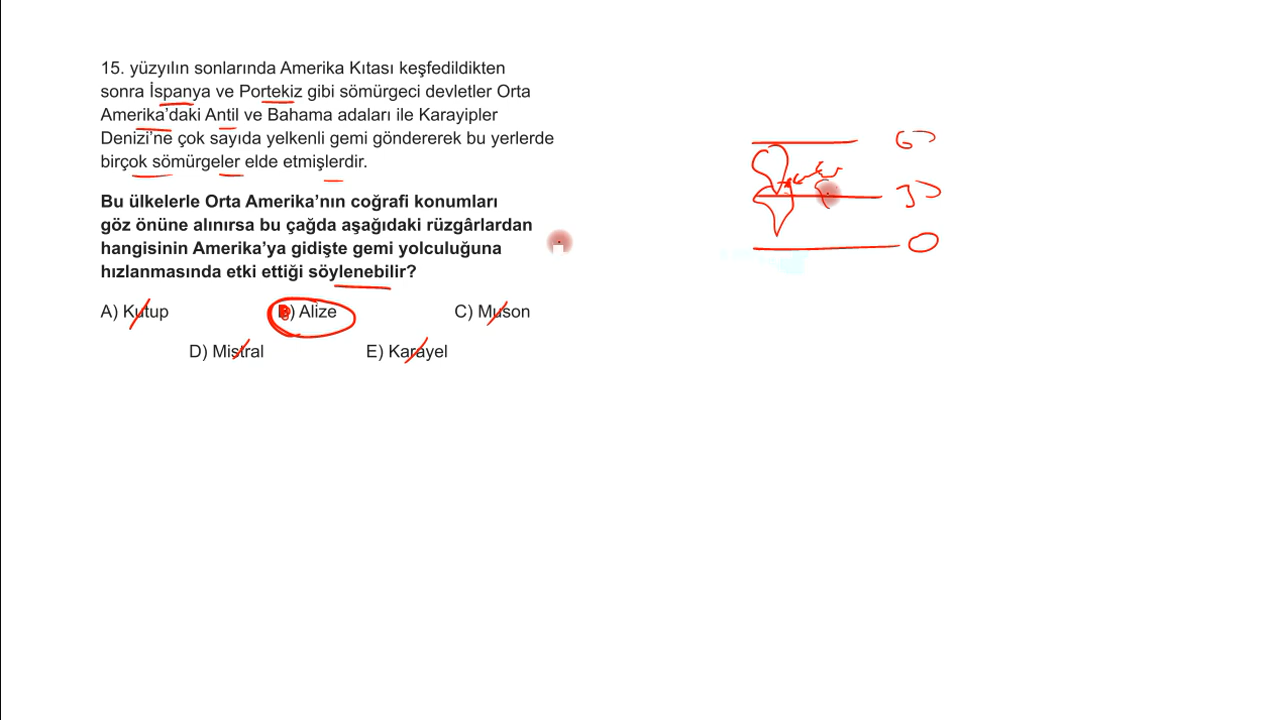 15. yüzyılın sonlarında Amerika Kıtası keşfedildikten
sonra İspanya ve Portekiz gibi sömürgeci devletler Orta
Amerika'daki Antil ve Bahama adaları ile Karayipler
Denizi'ne çok sayıda yelkenli gemi göndererek bu yerlerde
birçok sömürgeler elde etmişlerdir.
Bu ülkelerle Orta Amerika'nın coğrafi konumları
göz önüne alınırsa bu çağda aşağıdaki rüzgârlardan
hangisinin Amerika'ya gidişte gemi yolculuğuna
hızlanmasında etki ettiği söylenebilir?
A) Kutup B) Alize C) Muson
D) Mistral E) Karayel
60
30
0